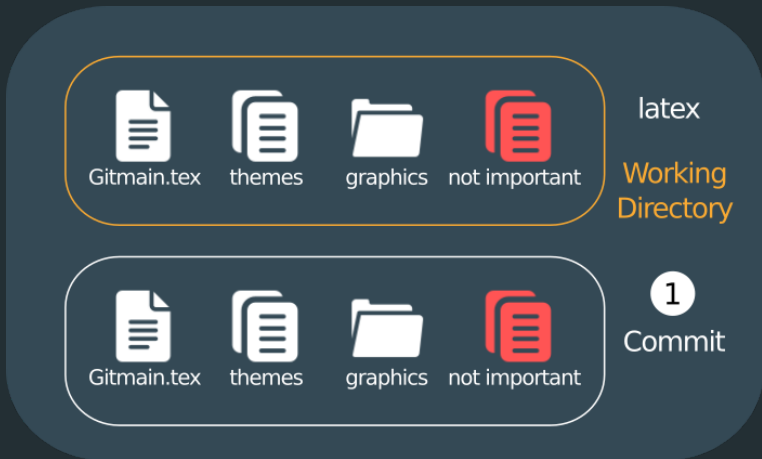 Gitmain.tex themes graphics not important
latex
Working
Directory
Gitmain.tex themes graphics not important
1
Commit